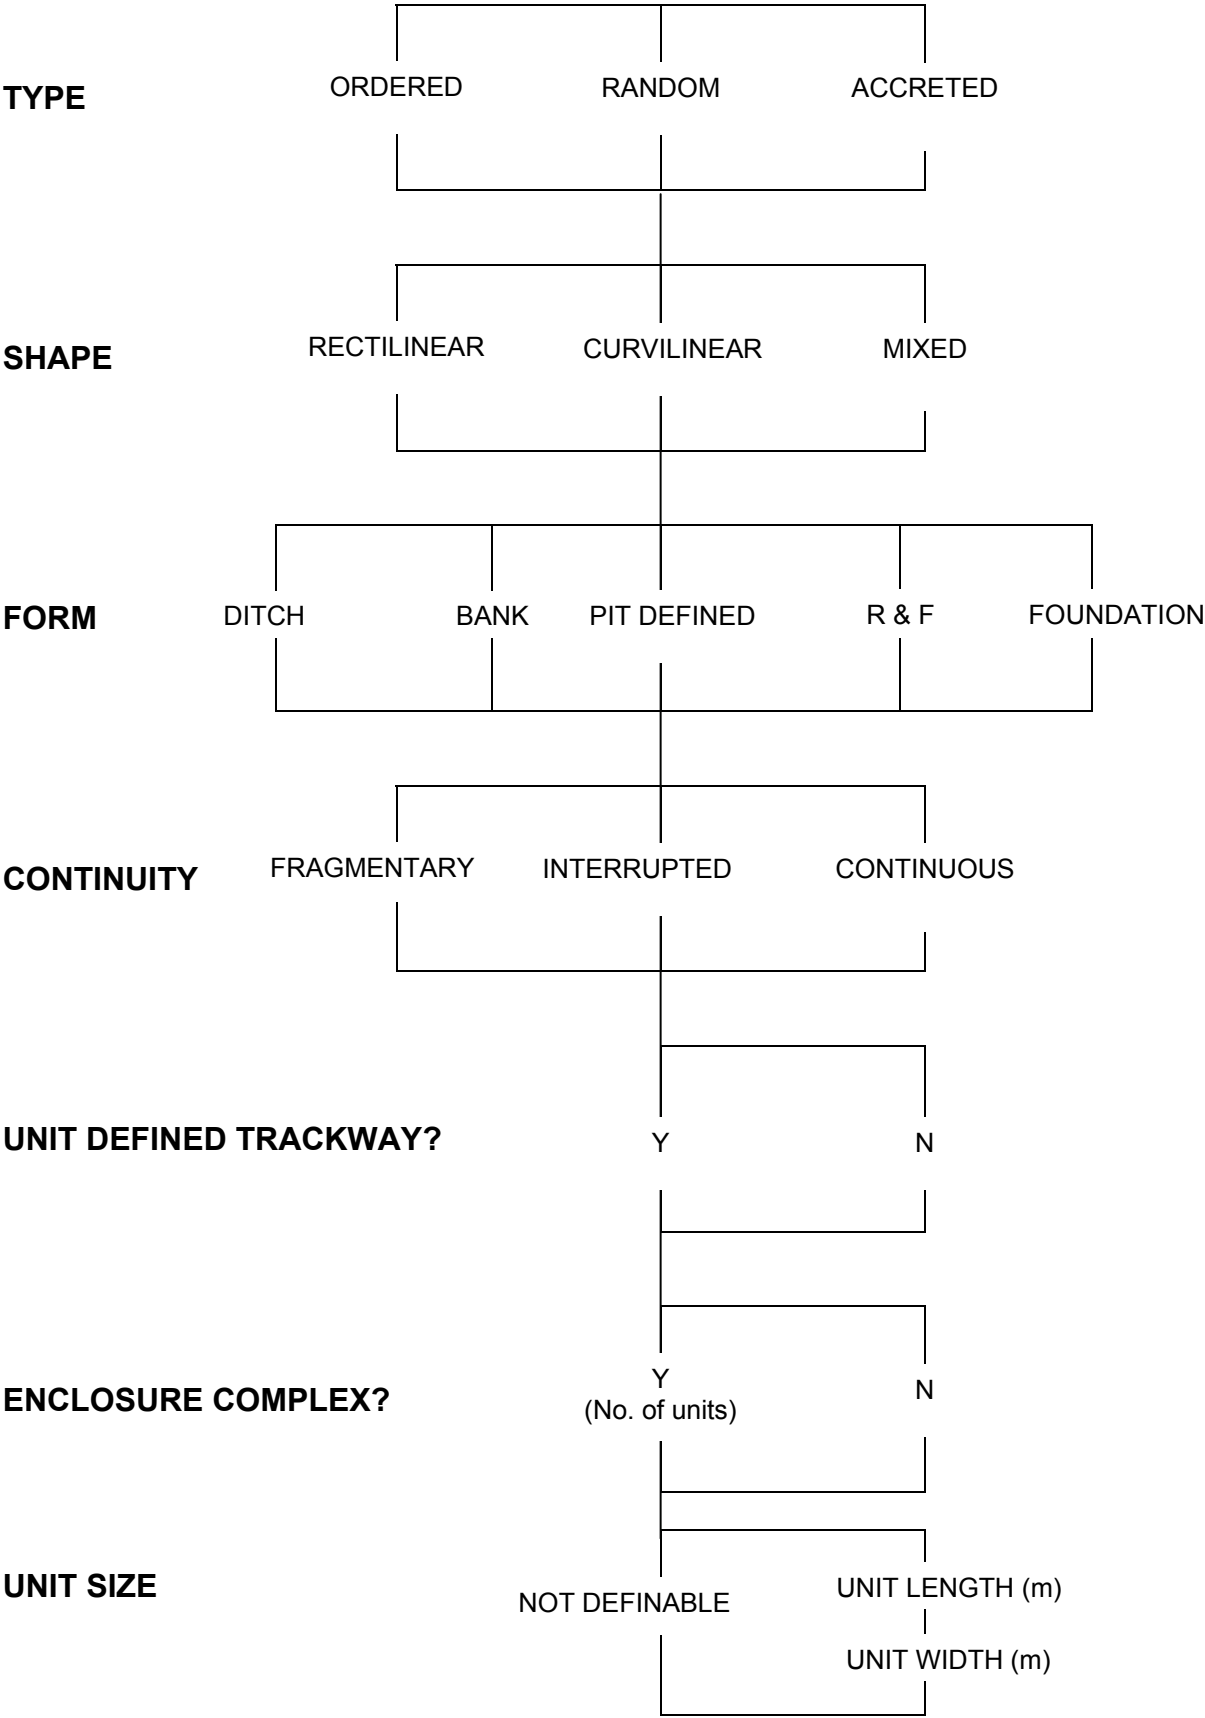 TYPE
ORDERED
RANDOM
ACCRETED
SHAPE
RECTILINEAR
CURVILINEAR
MIXED
FORM
DITCH
BANK
PIT DEFINED
R & F
FOUNDATION
CONTINUITY
FRAGMENTARY
INTERRUPTED
CONTINUOUS
UNIT DEFINED TRACKWAY?
Y
N
ENCLOSURE COMPLEX?
Y
(No. of units)
N
UNIT SIZE
NOT DEFINABLE
UNIT LENGTH (m)
UNIT WIDTH (m)